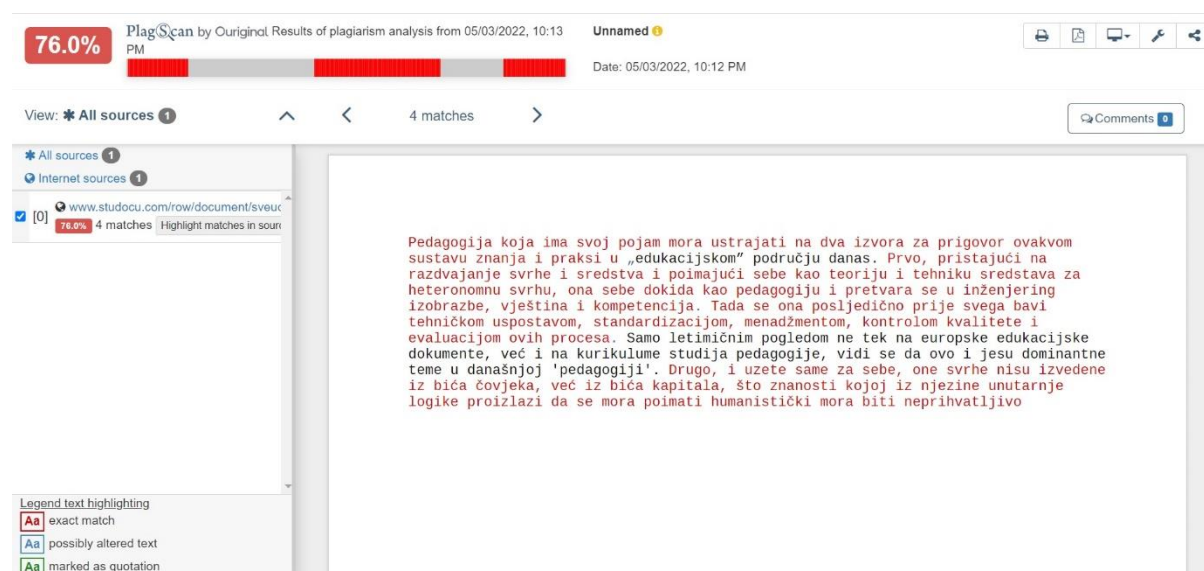 76.0%
PlagScan by Ouriginal Results of plagiarism analysis from 05/03/2022, 10:13
PM
Unnamed
Date: 05/03/2022, 10:12 PM
View: ✱ All sources 1
4 matches
Comments 0
✱ All sources 1
Internet sources 1
[0] www.studocu.com/row/document/sveuc
76.0% 4 matches Highlight matches in sour
Pedagogija koja ima svoj pojam mora ustrajati na dva izvora za prigovor ovakvom
sustavu znanja i praksi u „edukacijskom” području danas. Prvo, pristajući na
razdvajanje svrhe i sredstva i poimajući sebe kao teoriju i tehniku sredstava za
heteronomnu svrhu, ona sebe dokida kao pedagogiju i pretvara se u inženjering
izobrazbe, vještina i kompetencija. Tada se ona posljedično prije svega bavi
tehničkom uspostavom, standardizacijom, menadžmentom, kontrolom kvalitete i
evaluacijom ovih procesa. Samo letimičnim pogledom ne tek na europske edukacijske
dokumente, već i na kurikulume studija pedagogije, vidi se da ovo i jesu dominantne
teme u današnjoj 'pedagogiji'. Drugo, i uzete same za sebe, one svrhe nisu izvedene
iz bića čovjeka, već iz bića kapitala, što znanosti kojoj iz njezine unutarnje
logike proizlazi da se mora poimati humanistički mora biti neprihvatljivo
Legend text highlighting
Aa exact match
Aa possibly altered text
Aa marked as quotation